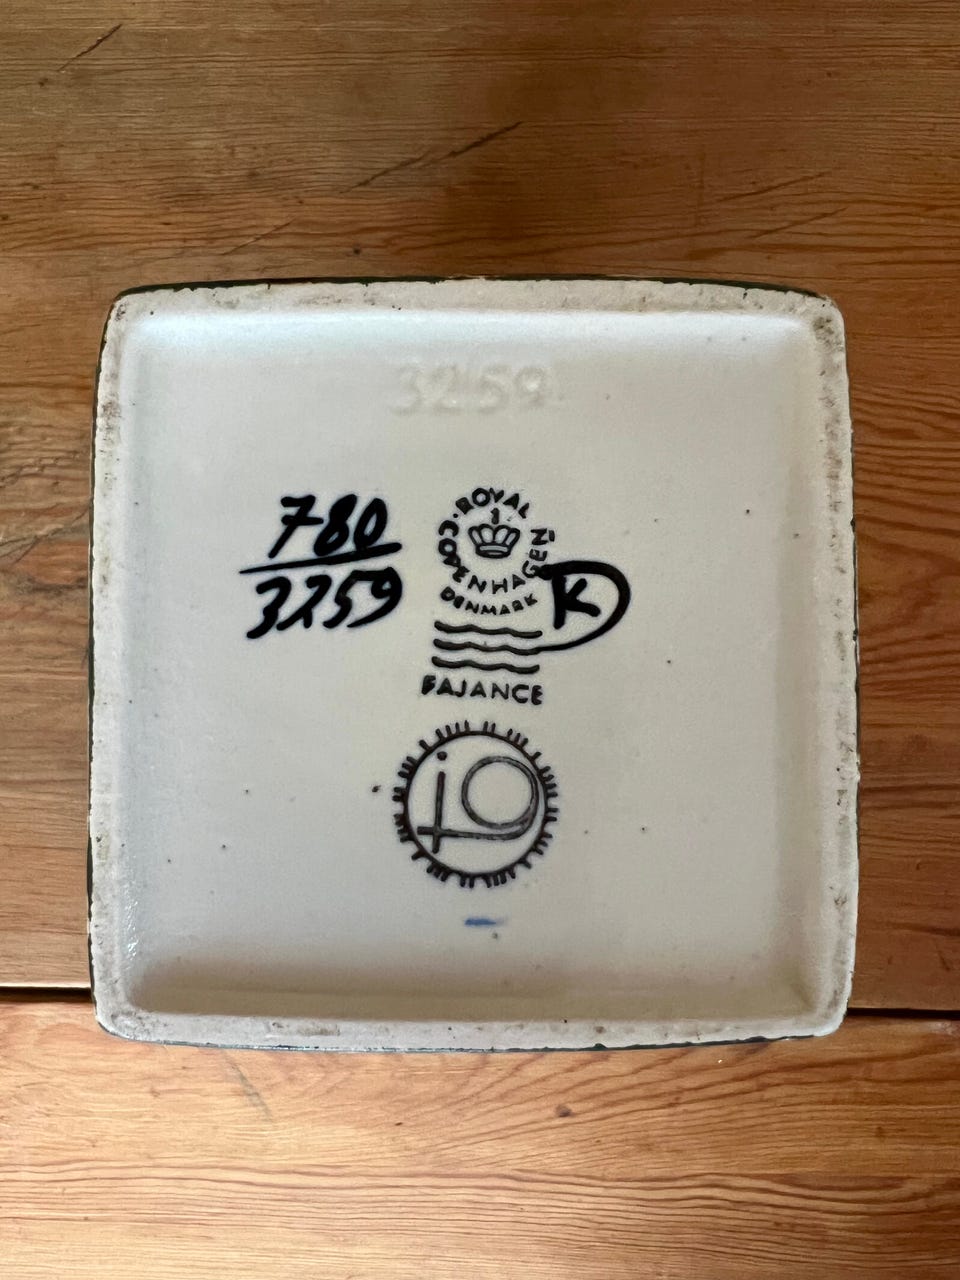 3259
780
3259
ROYAL COPENHAGEN
DENMARK
K
FAJANCE